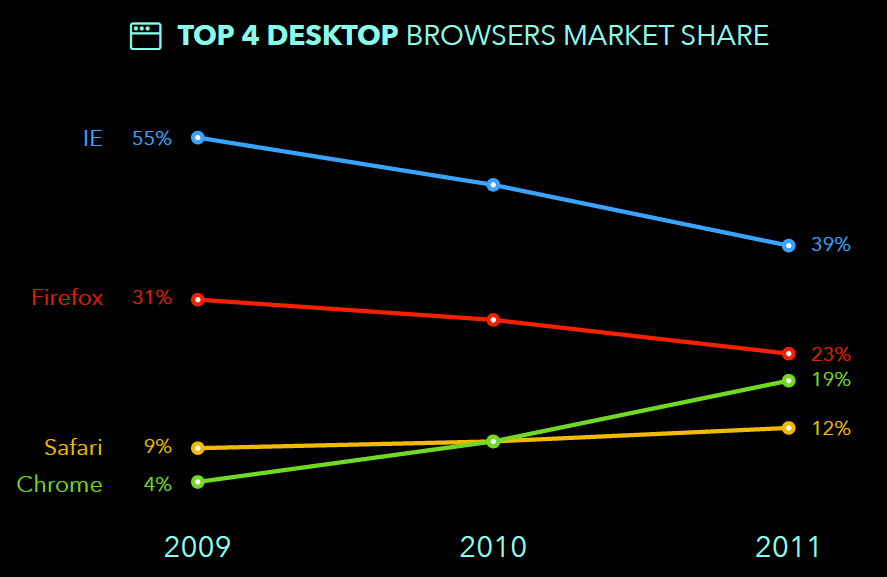 TOP 4 DESKTOP BROWSERS MARKET SHARE
IE 55%
39%
Firefox 31%
23%
19%
12%
Safari 9%
Chrome 4%
2009 2010 2011